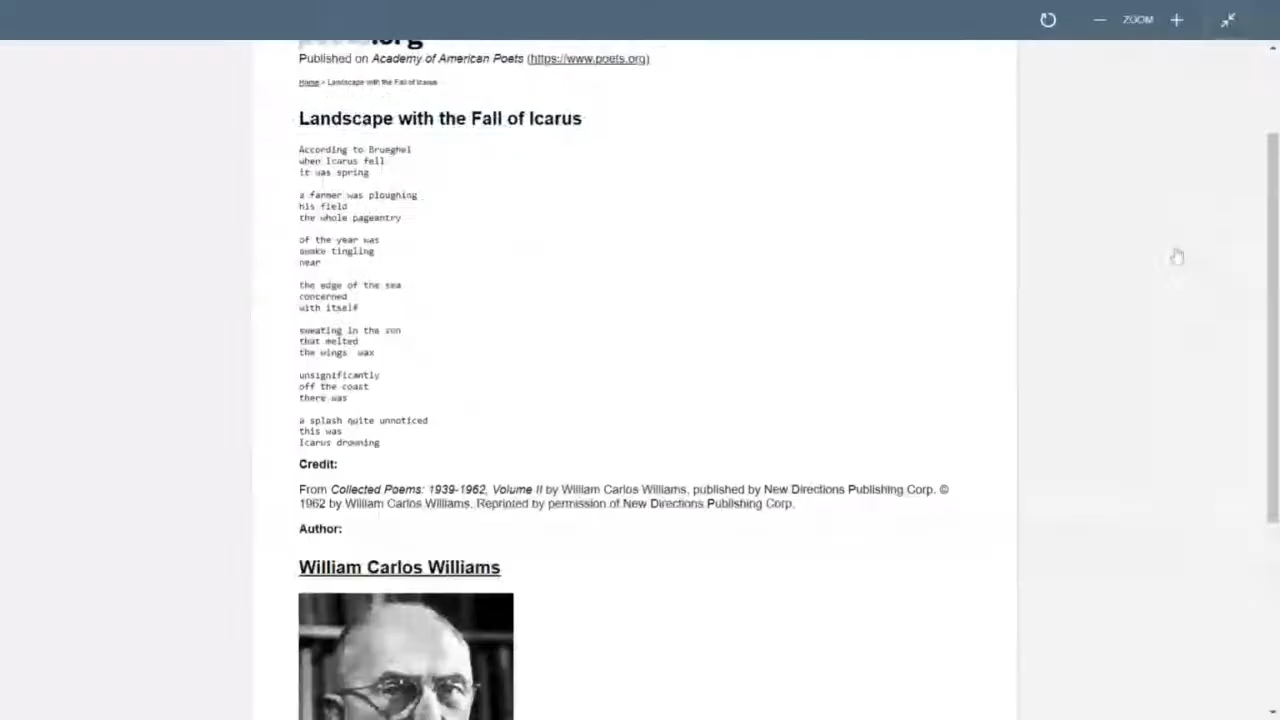 ZOOM
.org
Published on Academy of American Poets (https://www.poets.org)
Home > Landscape with the Fall of Icarus
Landscape with the Fall of Icarus
According to Brueghel
when Icarus fell
it was spring
a farmer was ploughing
his field
the whole pageantry
of the year was
awake tingling
near
the edge of the sea
concerned
with itself
sweating in the sun
that melted
the wings wax
unsignificantly
off the coast
there was
a splash quite unnoticed
this was
Icarus drowning
Credit:
From Collected Poems: 1939-1962, Volume II by William Carlos Williams, published by New Directions Publishing Corp. ©
1962 by William Carlos Williams. Reprinted by permission of New Directions Publishing Corp.
Author:
William Carlos Williams